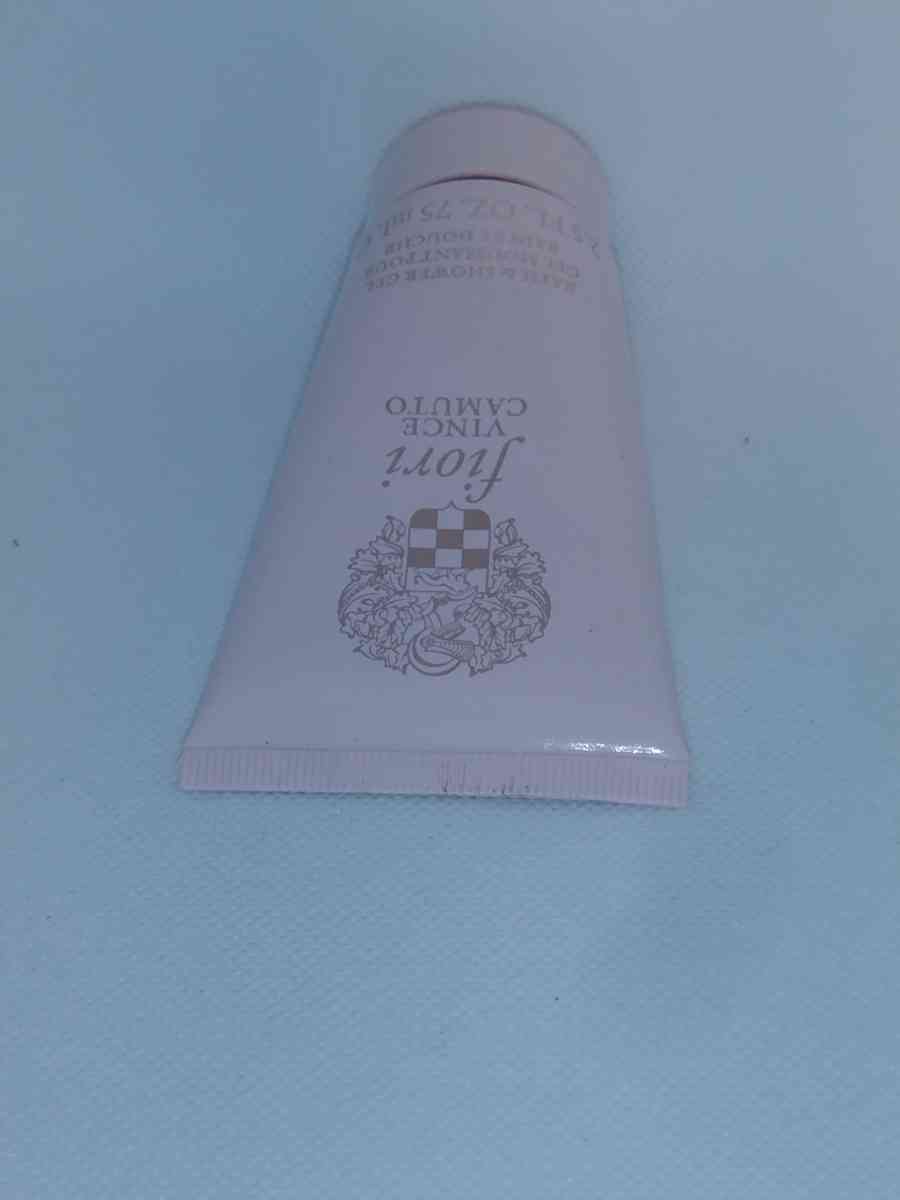 fiori
VINCE
CAMUTO
BATH & SHOWER GEL
GEL MOUSSANT POUR
BAIN ET DOUCHE
2.5 FL. OZ. 75 ml.